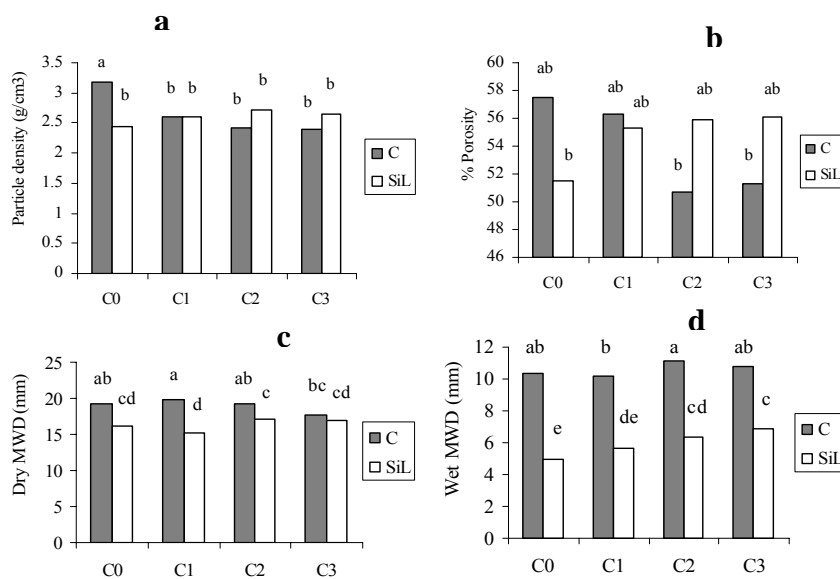 a
Particle density (g/cm3)
3.5
3
2.5
2
1.5
1
0.5
0
a
b
b
b
b
b
b
b
C0
C1
C2
C3
C
SiL
b
% Porosity
58
56
54
52
50
48
46
ab
b
ab
ab
b
ab
b
ab
C0
C1
C2
C3
C
SiL
c
Dry MWD (mm)
25
20
15
10
5
0
ab
cd
a
d
ab
c
bc
cd
C0
C1
C2
C3
C
SiL
d
Wet MWD (mm)
12
10
8
6
4
2
0
ab
e
b
de
a
cd
ab
c
C0
C1
C2
C3
C
SiL